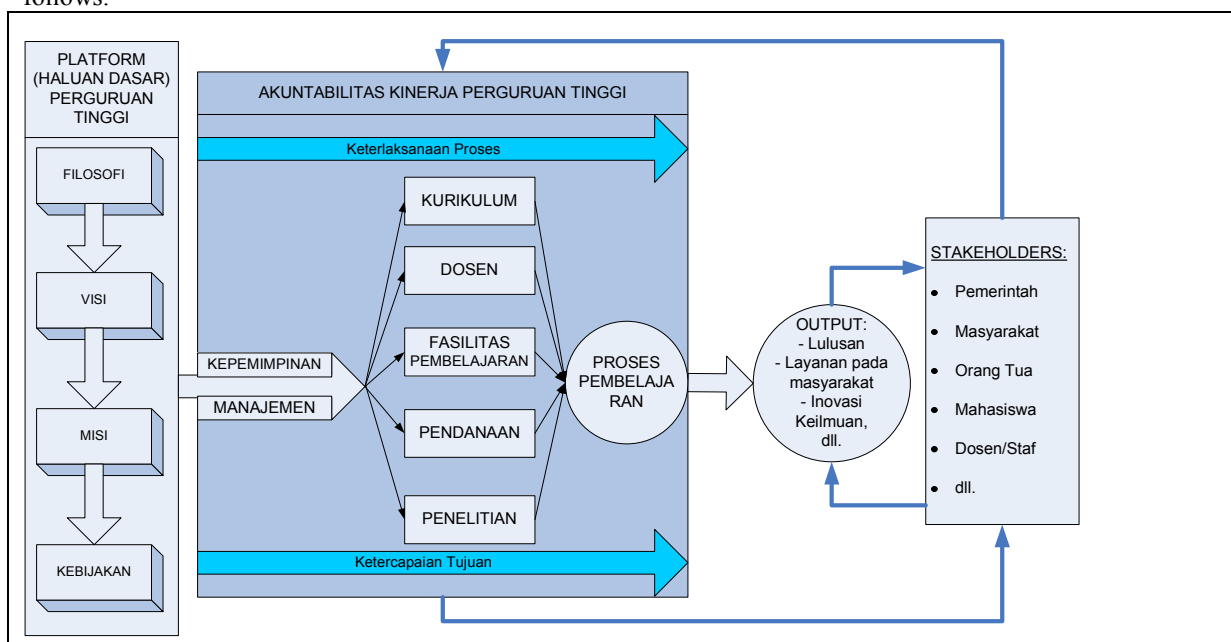 follows:
PLATFORM
(HALUAN DASAR)
PERGURUAN
TINGGI
FILOSOFI
VISI
MISI
KEBIJAKAN
AKUNTABILITAS KINERJA PERGURUAN TINGGI
Keterlaksanaan Proses
KEPEMIMPINAN
MANAJEMEN
KURIKULUM
DOSEN
FASILITAS
PEMBELAJARAN
PENDANAAN
PENELITIAN
PROSES
PEMBELAJA
RAN
Ketercapaian Tujuan
OUTPUT:
- Lulusan
- Layanan pada
masyarakat
- Inovasi
Keilmuan,
dll.
STAKEHOLDERS:
• Pemerintah
• Masyarakat
• Orang Tua
• Mahasiswa
• Dosen/Staf
• dll.